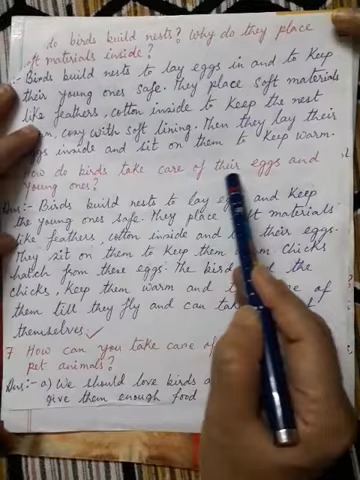 do birds build nests? Why do they place
oft materials inside?
:- Birds build nests to lay eggs in and to keep
their young ones safe. They place soft materials
like feathers, cotton inside to keep the nest
, cosy with soft lining. Then they lay their
gs inside and sit on them to keep warm.
ow do birds take care of their eggs and
young ones?
Ans:- Birds build nests to lay and keep
the young ones safe. They place materials
like feathers, cotton inside and their eggs.
They sit on them to keep them Chicks
hatch from these eggs. The bird the
chicks, keep them warm and of
them till they fly and can
themselves. ✓
7 How can you take care of
pet animals?
Ans:- a) We should love birds
give them enough food